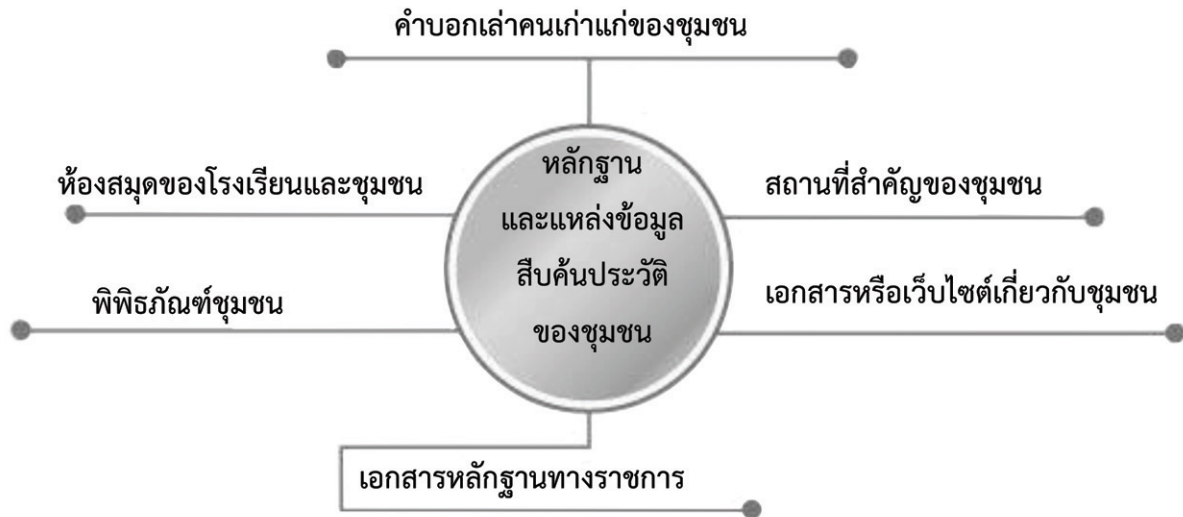 คำบอกเล่าคนเก่าแก่ของชุมชน
ห้องสมุดของโรงเรียนและชุมชน
หลักฐาน
และแหล่งข้อมูล
สืบค้นประวัติ
ของชุมชน
สถานที่สำคัญของชุมชน
พิพิธภัณฑ์ชุมชน
เอกสารหรือเว็บไซต์เกี่ยวกับชุมชน
เอกสารหลักฐานทางราชการ